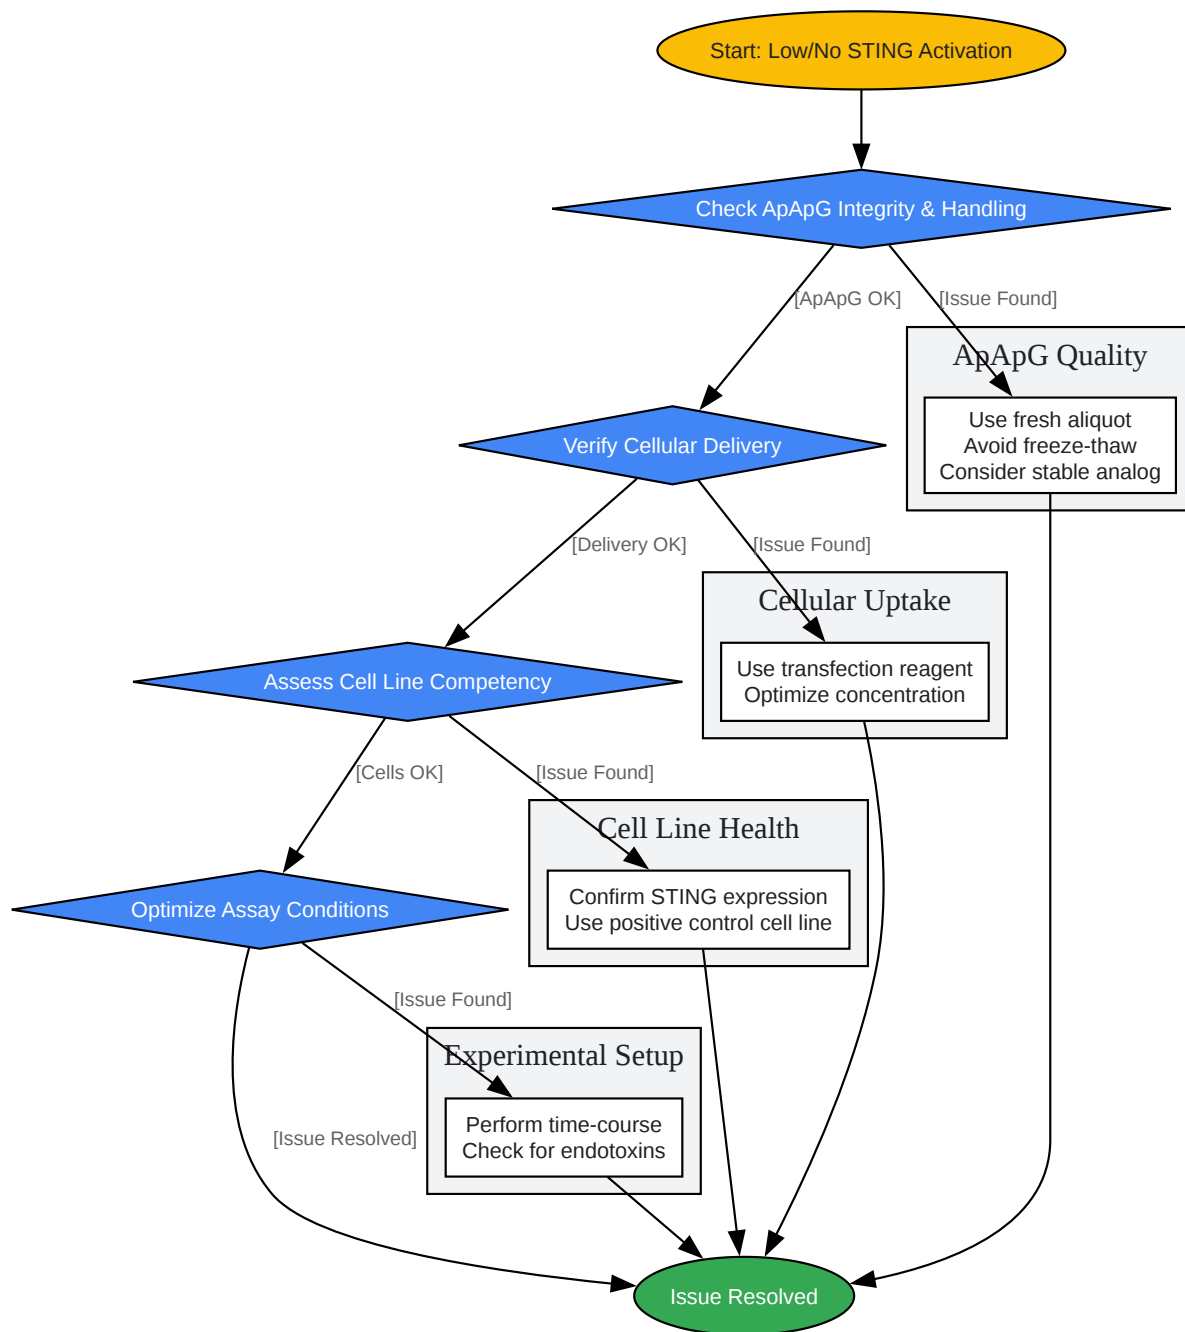 Start: Low/No STING Activation
Check ApApG Integrity & Handling
[ApApG OK]
[Issue Found]
ApApG Quality
Use fresh aliquot
Avoid freeze-thaw
Consider stable analog
Verify Cellular Delivery
[Delivery OK]
[Issue Found]
Cellular Uptake
Use transfection reagent
Optimize concentration
Assess Cell Line Competency
[Cells OK]
[Issue Found]
Cell Line Health
Confirm STING expression
Use positive control cell line
Optimize Assay Conditions
[Issue Found]
Experimental Setup
Perform time-course
Check for endotoxins
[Issue Resolved]
Issue Resolved